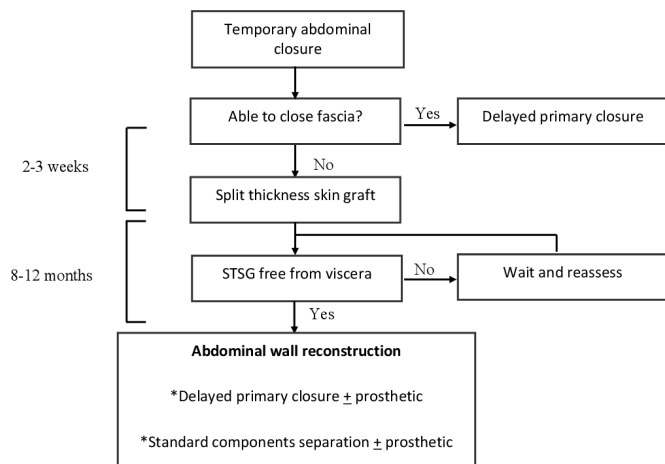 Temporary abdominal
closure
Able to close fascia?
Yes
Delayed primary closure
2-3 weeks
No
Split thickness skin graft
8-12 months
STSG free from viscera
No
Wait and reassess
Yes
Abdominal wall reconstruction
*Delayed primary closure ± prosthetic
*Standard components separation ± prosthetic